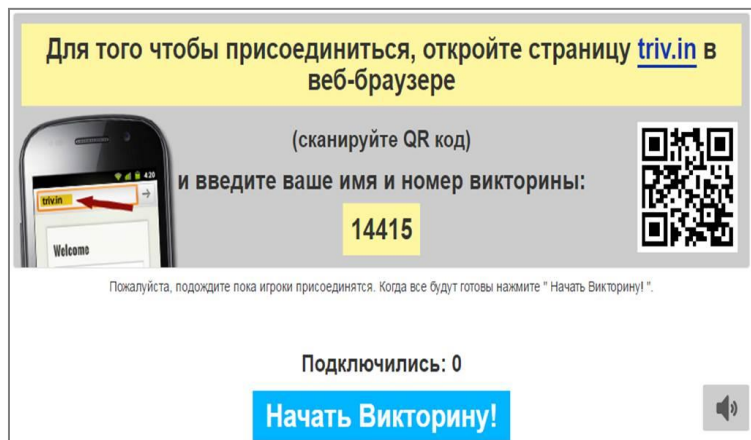 Для того чтобы присоединиться, откройте страницу triv.in в
веб-браузере
(сканируйте QR код)
и введите ваше имя и номер викторины:
14415
4:20
triv.in
Welcome
Пожалуйста, подождите пока игроки присоединятся. Когда все будут готовы нажмите " Начать Викторину! ".
Подключились: 0
Начать Викторину!